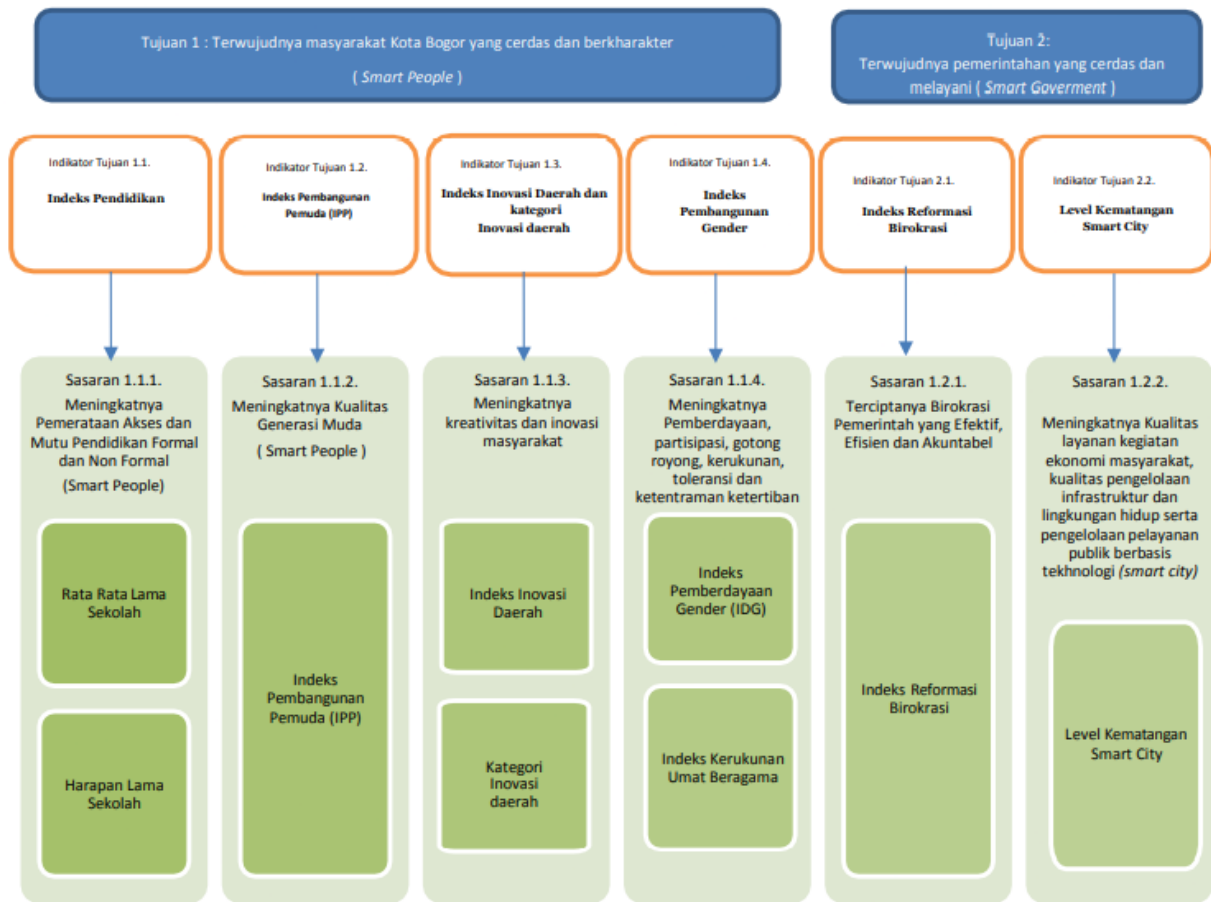 Tujuan 1 : Terwujudnya masyarakat Kota Bogor yang cerdas dan berkharakter
( Smart People )
Tujuan 2:
Terwujudnya pemerintahan yang cerdas dan
melayani ( Smart Goverment )
Indikator Tujuan 1.1.
Indeks Pendidikan
Indikator Tujuan 1.2.
Indeks Pembangunan
Pemuda (IPP)
Indikator Tujuan 1.3.
Indeks Inovasi Daerah dan
kategori
Inovasi daerah
Indikator Tujuan 1.4.
Indeks
Pembangunan
Gender
Indikator Tujuan 2.1.
Indeks Reformasi
Birokrasi
Indikator Tujuan 2.2.
Level Kematangan
Smart City
Sasaran 1.1.1.
Meningkatnya
Pemerataan Akses dan
Mutu Pendidikan Formal
dan Non Formal
(Smart People)
Rata Rata Lama
Sekolah
Harapan Lama
Sekolah
Sasaran 1.1.2.
Meningkatnya Kualitas
Generasi Muda
( Smart People )
Indeks
Pembangunan
Pemuda (IPP)
Sasaran 1.1.3.
Meningkatnya
kreativitas dan inovasi
masyarakat
Indeks Inovasi
Daerah
Kategori
Inovasi
daerah
Sasaran 1.1.4.
Meningkatnya
Pemberdayaan,
partisipasi, gotong
royong, kerukunan,
toleransi dan
ketentraman ketertiban
Indeks
Pemberdayaan
Gender (IDG)
Indeks Kerukunan
Umat Beragama
Sasaran 1.2.1.
Terciptanya Birokrasi
Pemerintah yang Efektif,
Efisien dan Akuntabel
Indeks Reformasi
Birokrasi
Sasaran 1.2.2.
Meningkatnya Kualitas
layanan kegiatan
ekonomi masyarakat,
kualitas pengelolaan
infrastruktur dan
lingkungan hidup serta
pengelolaan pelayanan
publik berbasis
tekhnologi (smart city)
Level Kematangan
Smart City